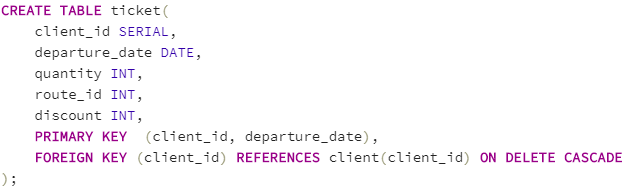 CREATE TABLE ticket(
    client_id SERIAL,
    departure_date DATE,
    quantity INT,
    route_id INT,
    discount INT,
    PRIMARY KEY  (client_id, departure_date),
    FOREIGN KEY (client_id) REFERENCES client(client_id) ON DELETE CASCADE
);